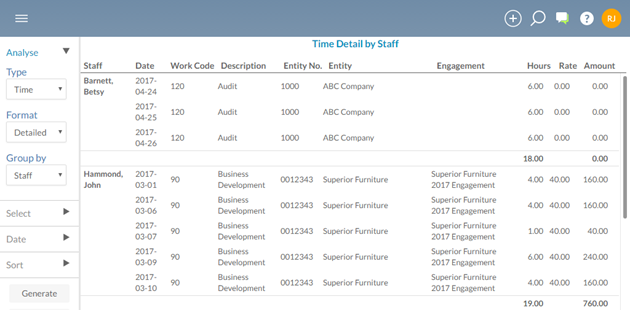 RJ
Time Detail by Staff
Analyse
Type
Time
Format
Detailed
Group by
Staff
Select
Date
Sort
Generate
Staff Date Work Code Description Entity No. Entity Engagement Hours Rate Amount
Barnett, 2017-
Betsy 04-24 120 Audit 1000 ABC Company 6.00 0.00 0.00
2017-
04-25 120 Audit 1000 ABC Company 6.00 0.00 0.00
2017-
04-26 120 Audit 1000 ABC Company 6.00 0.00 0.00
18.00 0.00
Hammond, 2017- Business Superior Furniture
John 03-01 90 Development 0012343 Superior Furniture 2017 Engagement 4.00 40.00 160.00
2017- Business Superior Furniture
03-06 90 Development 0012343 Superior Furniture 2017 Engagement 4.00 40.00 160.00
2017- Business Superior Furniture
03-07 90 Development 0012343 Superior Furniture 2017 Engagement 1.00 40.00 40.00
2017- Business Superior Furniture
03-09 90 Development 0012343 Superior Furniture 2017 Engagement 6.00 40.00 240.00
2017- Business Superior Furniture
03-10 90 Development 0012343 Superior Furniture 2017 Engagement 4.00 40.00 160.00
19.00 760.00